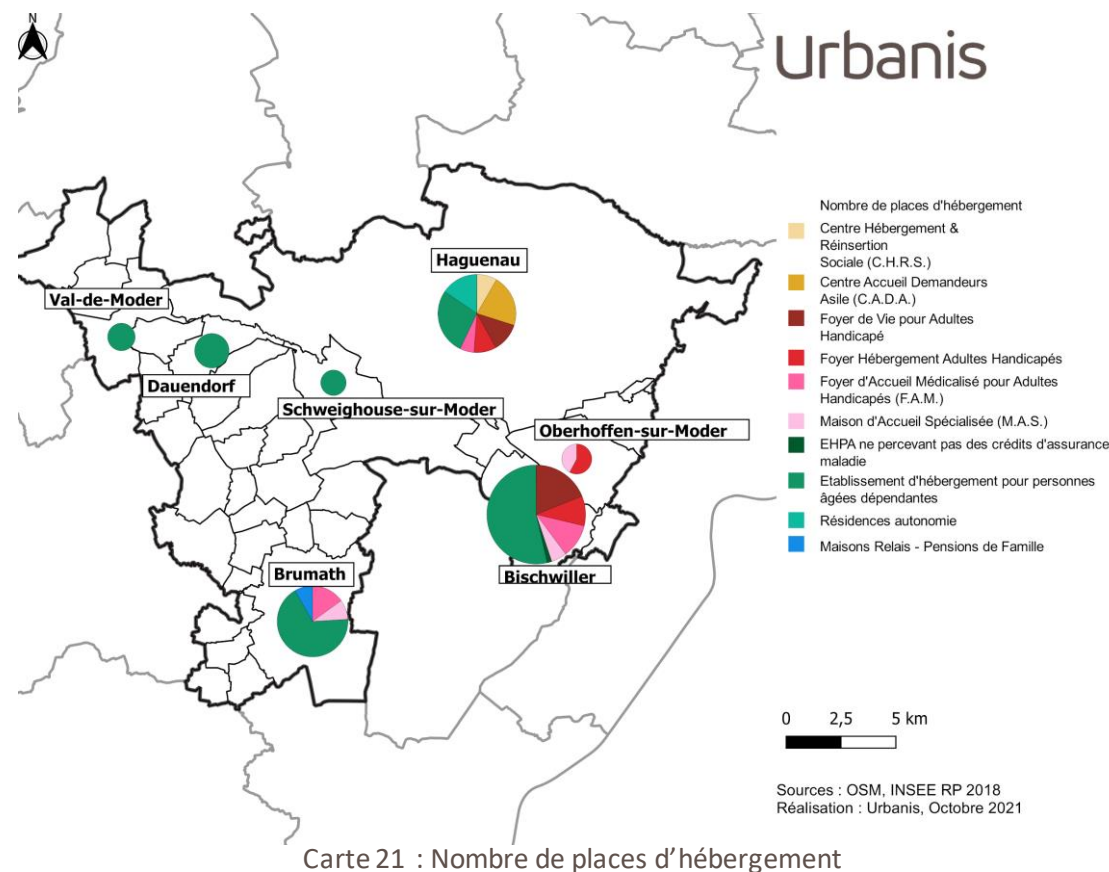 N
Urbanis
Nombre de places d'hébergement
Centre Hébergement &
Réinsertion
Sociale (C.H.R.S.)
Centre Accueil Demandeurs
Asile (C.A.D.A.)
Foyer de Vie pour Adultes
Handicapé
Foyer Hébergement Adultes Handicapés
Foyer d'Accueil Médicalisé pour Adultes
Handicapés (F.A.M.)
Maison d'Accueil Spécialisée (M.A.S.)
EHPA ne percevant pas des crédits d'assurance
maladie
Etablissement d'hébergement pour personnes
âgées dépendantes
Résidences autonomie
Maisons Relais - Pensions de Famille
Haguenau
Val-de-Moder
Dauendorf
Schweighouse-sur-Moder
Oberhoffen-sur-Moder
Bischwiller
Brumath
0 2,5 5 km
Sources : OSM, INSEE RP 2018
Réalisation : Urbanis, Octobre 2021
Carte 21 : Nombre de places d’hébergement